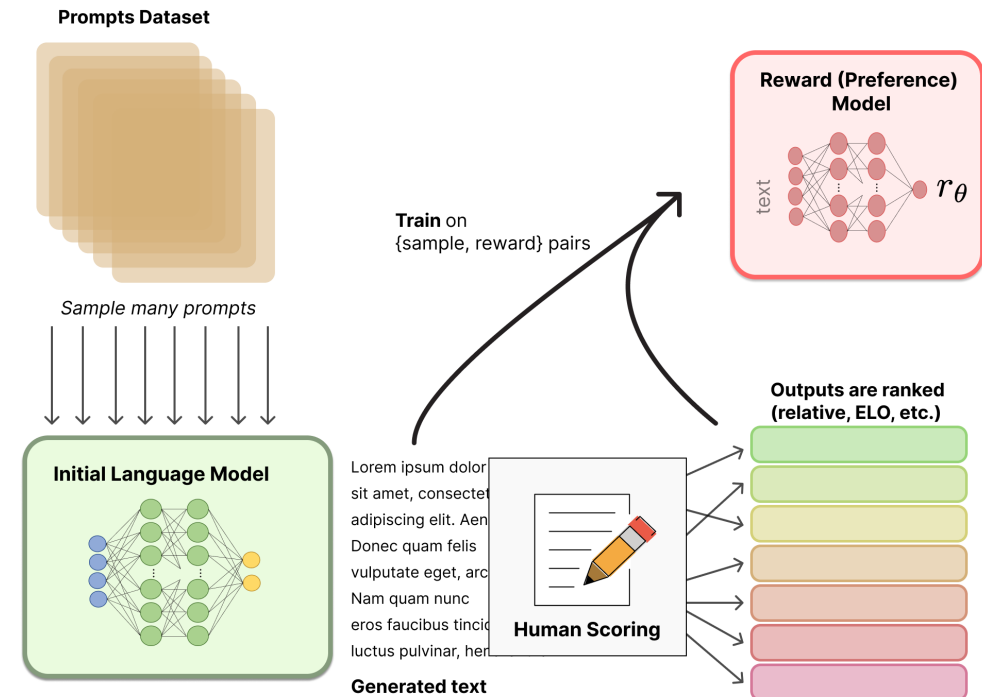 Prompts Dataset
Sample many prompts
Initial Language Model
Train on
{sample, reward} pairs
Reward (Preference)
Model
text
r_θ
Outputs are ranked
(relative, ELO, etc.)
Lorem ipsum dolor
sit amet, consectet
adipiscing elit. Aen
Donec quam felis
vulputate eget, arc
Nam quam nunc
eros faucibus tincid
luctus pulvinar, her
Generated text
Human Scoring